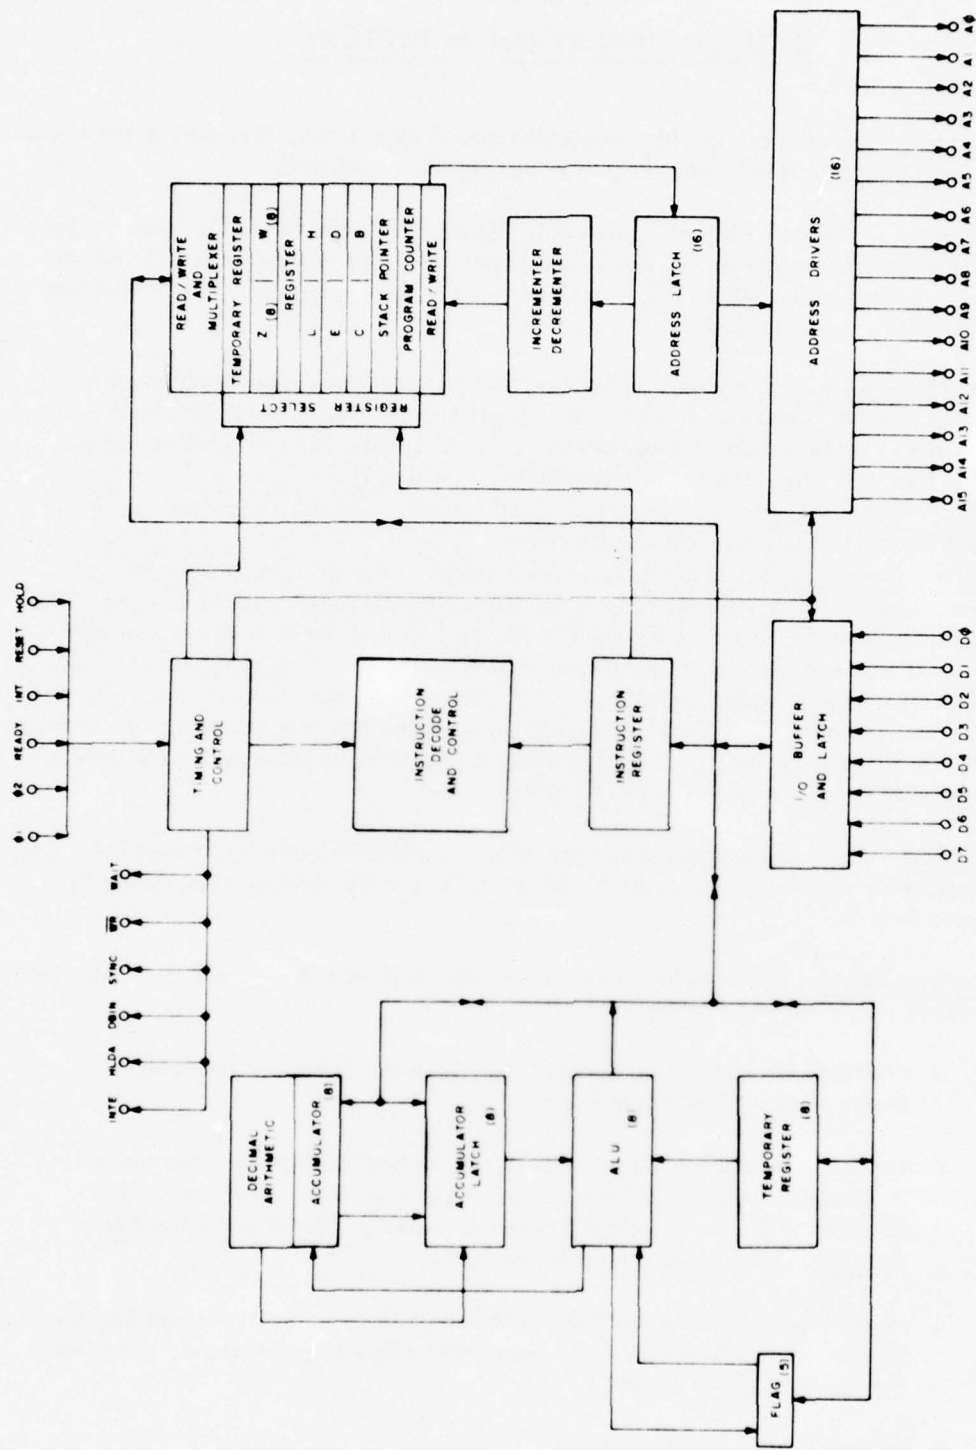 φ1
φ2
READY
INT
RESET
HOLD
INTE
HLDA
DBIN
SYNC
WR
WAIT
TIMING AND
CONTROL
INSTRUCTION
DECODE
AND CONTROL
INSTRUCTION
REGISTER
I/O BUFFER
AND LATCH
D7
D6
D5
D4
D3
D2
D1
Dφ
DECIMAL
ARITHMETIC
ACCUMULATOR
(8)
ACCUMULATOR
LATCH
(8)
ALU
(8)
TEMPORARY
REGISTER
(8)
FLAG
(5)
READ/WRITE
AND
MULTIPLEXER
TEMPORARY REGISTER
Z (8) W (8)
REGISTER
L H
E D
C B
STACK POINTER
PROGRAM COUNTER
READ/WRITE
REGISTER SELECT
INCREMENTER
DECREMENTER
ADDRESS LATCH
(16)
ADDRESS DRIVERS
(16)
A15
A14
A13
A12
A11
A10
A9
A8
A7
A6
A5
A4
A3
A2
A1
Aφ